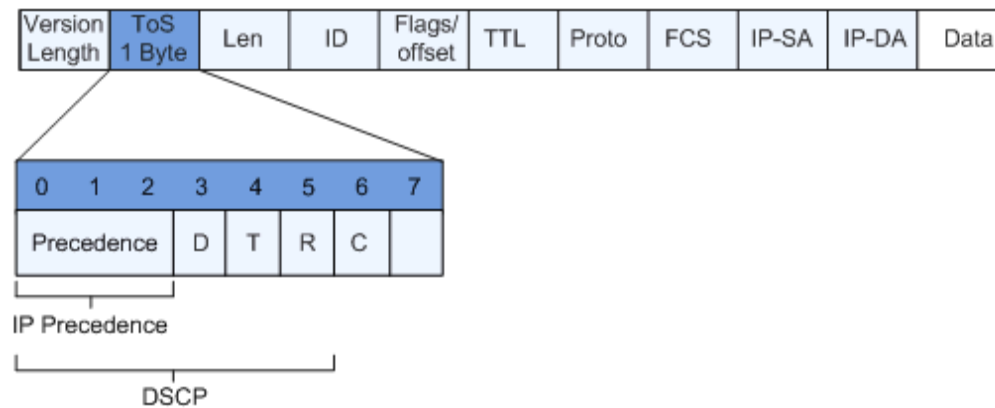 Version Length ToS 1 Byte Len ID Flags/ offset TTL Proto FCS IP-SA IP-DA Data
0 1 2 3 4 5 6 7
Precedence D T R C
IP Precedence
DSCP